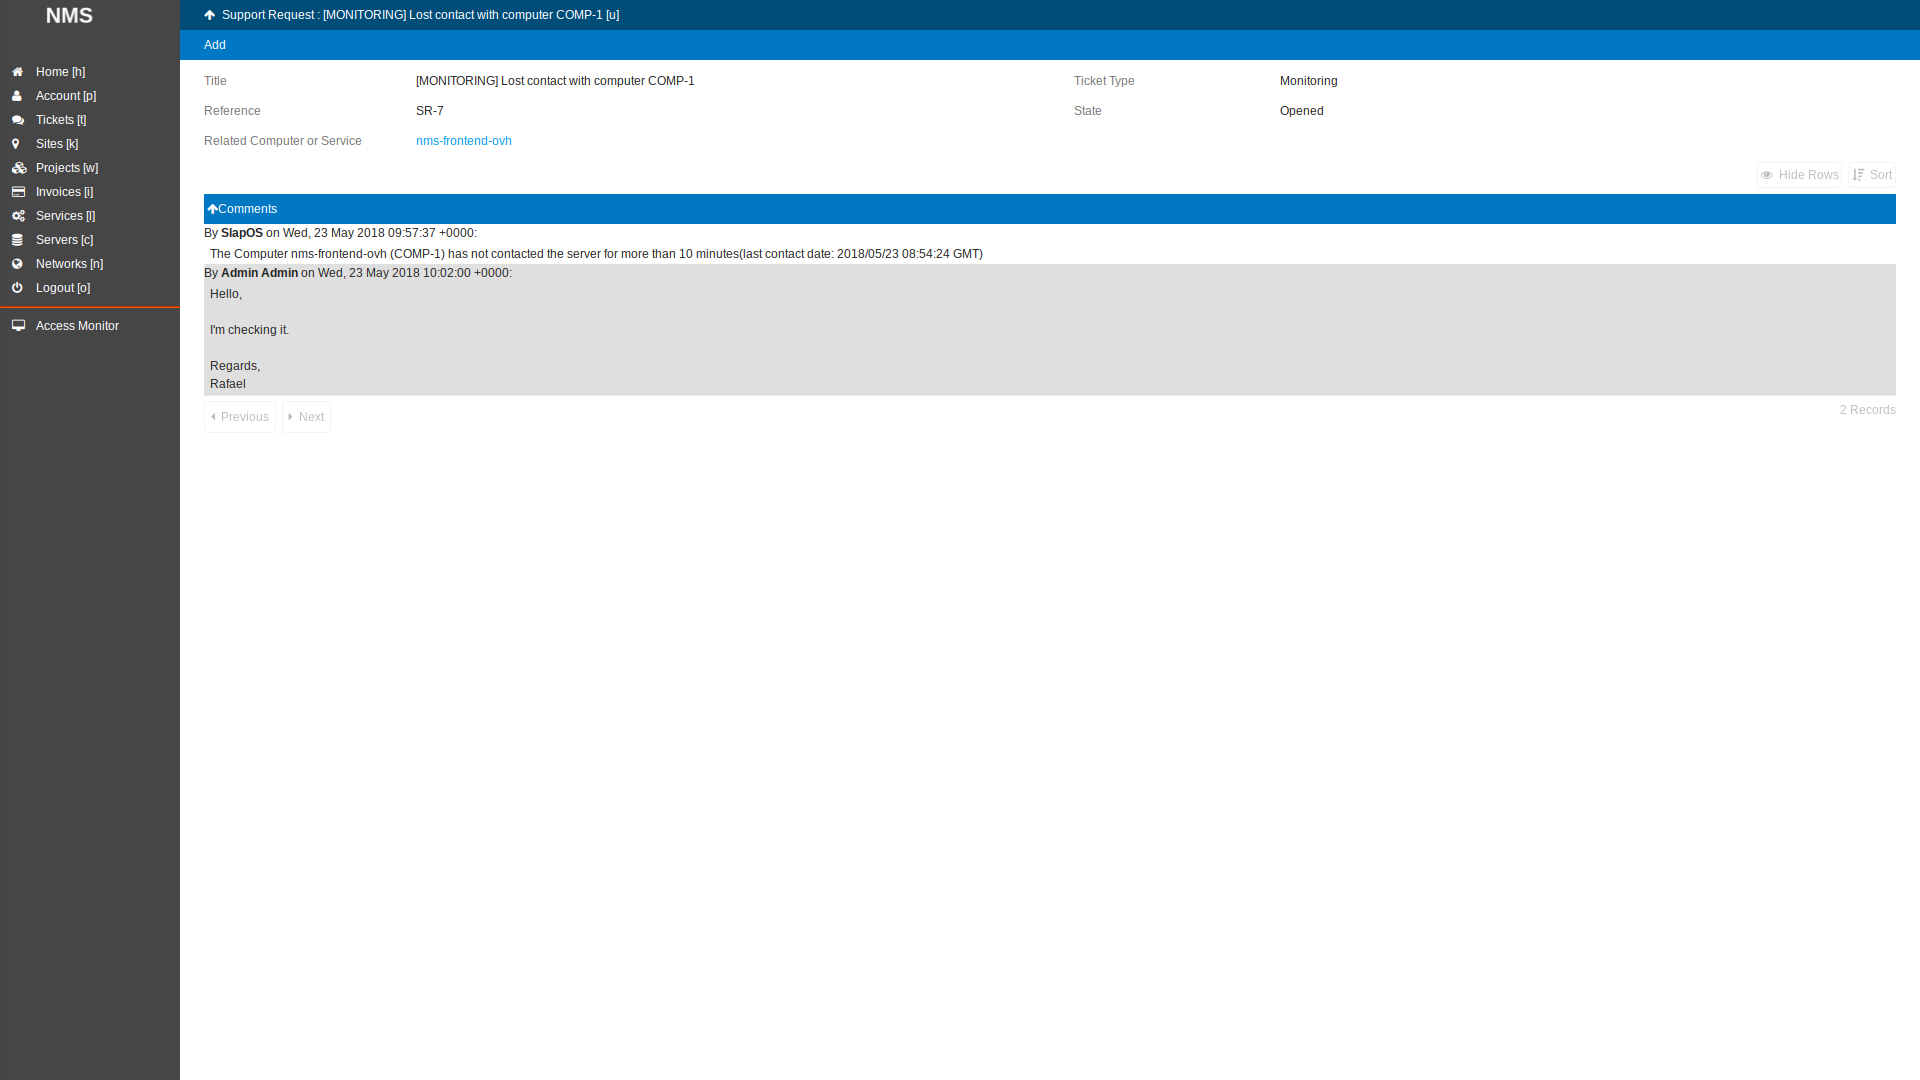 NMS
Home [h]
Account [p]
Tickets [t]
Sites [k]
Projects [w]
Invoices [i]
Services [l]
Servers [c]
Networks [n]
Logout [o]
Access Monitor
Support Request : [MONITORING] Lost contact with computer COMP-1 [u]
Add
Title [MONITORING] Lost contact with computer COMP-1
Ticket Type Monitoring
Reference SR-7
State Opened
Related Computer or Service nms-frontend-ovh
Hide Rows Sort
Comments
By SlapOS on Wed, 23 May 2018 09:57:37 +0000:
The Computer nms-frontend-ovh (COMP-1) has not contacted the server for more than 10 minutes(last contact date: 2018/05/23 08:54:24 GMT)
By Admin Admin on Wed, 23 May 2018 10:02:00 +0000:
Hello,
I'm checking it.
Regards,
Rafael
Previous Next
2 Records